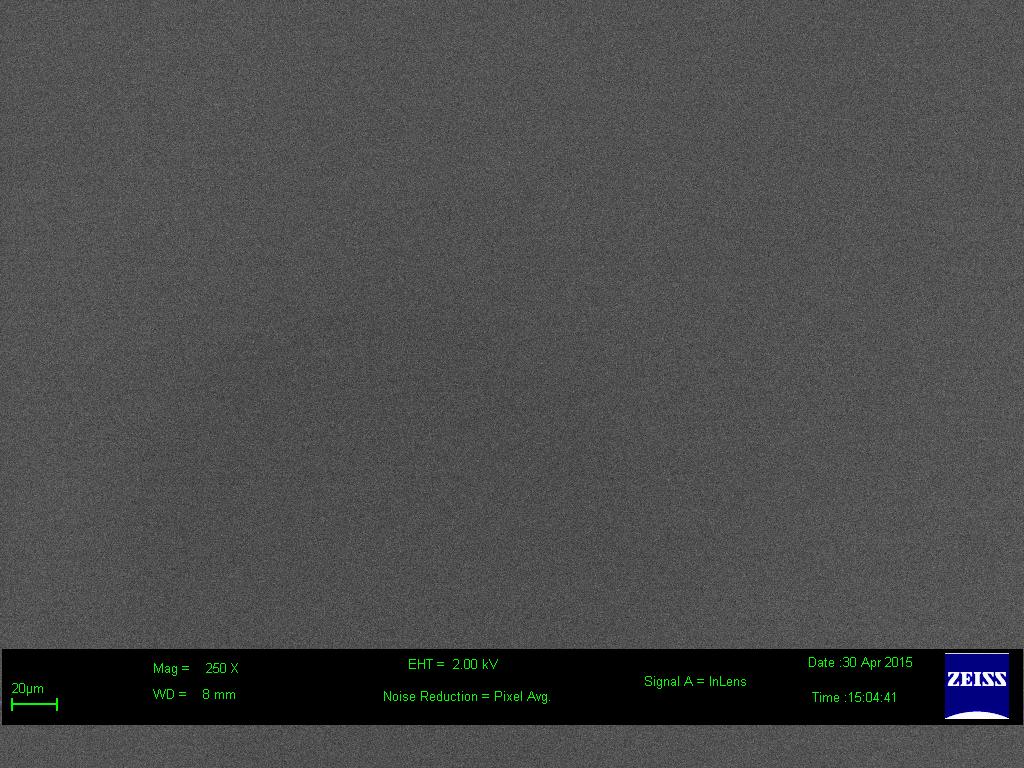 20µm
Mag = 250 X
WD = 8 mm
EHT = 2.00 kV
Noise Reduction = Pixel Avg.
Signal A = InLens
Date :30 Apr 2015
Time :15:04:41
ZEISS